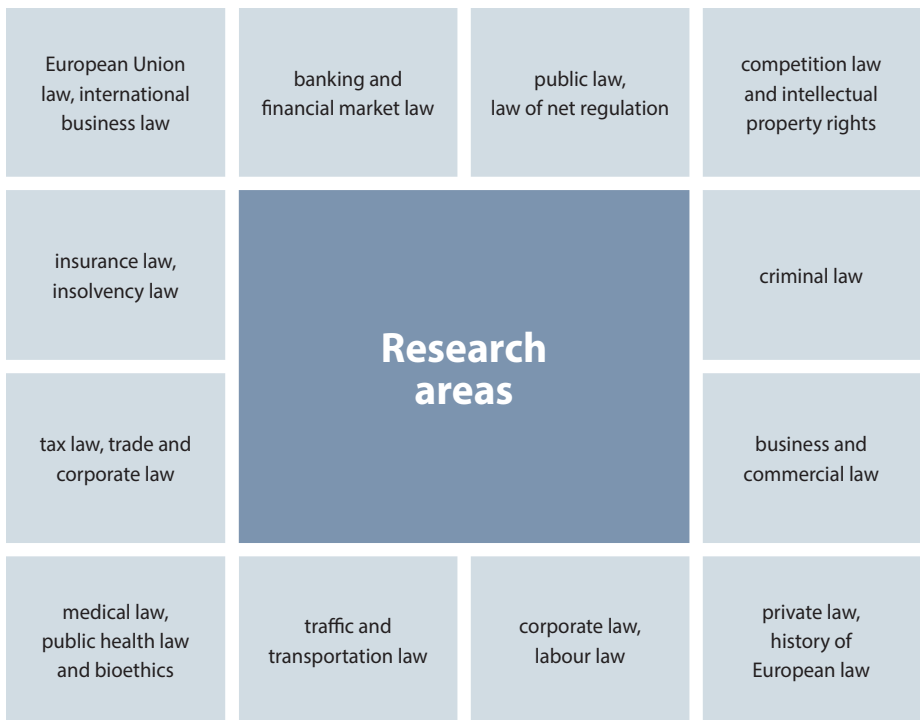 European Union
law, international
business law
banking and
financial market law
public law,
law of net regulation
competition law
and intellectual
property rights
insurance law,
insolvency law
Research
areas
criminal law
tax law, trade and
corporate law
business and
commercial law
medical law,
public health law
and bioethics
traffic and
transportation law
corporate law,
labour law
private law,
history of
European law